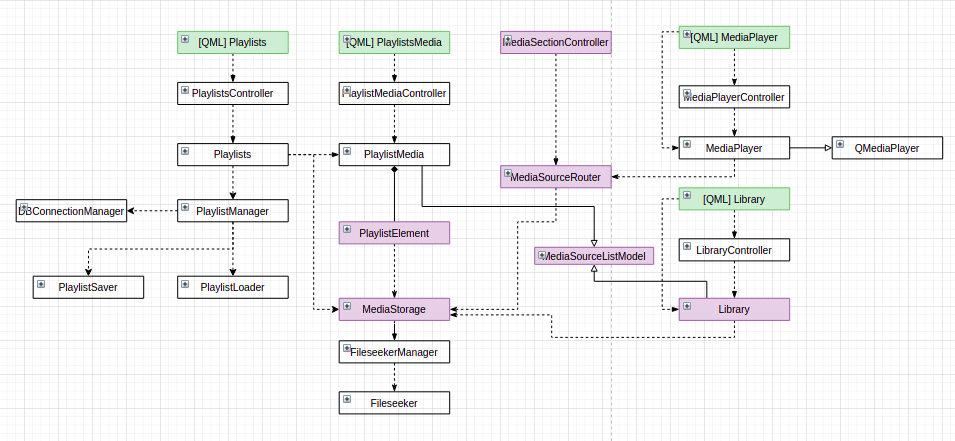 [QML] Playlists
[QML] PlaylistsMedia
MediaSectionController
[QML] MediaPlayer
PlaylistsController
PlaylistMediaController
MediaPlayerController
Playlists
PlaylistMedia
MediaPlayer
QMediaPlayer
MediaSourceRouter
[QML] Library
DBConnectionManager
PlaylistManager
PlaylistElement
LibraryController
MediaSourceListModel
PlaylistSaver
PlaylistLoader
MediaStorage
Library
FileseekerManager
Fileseeker